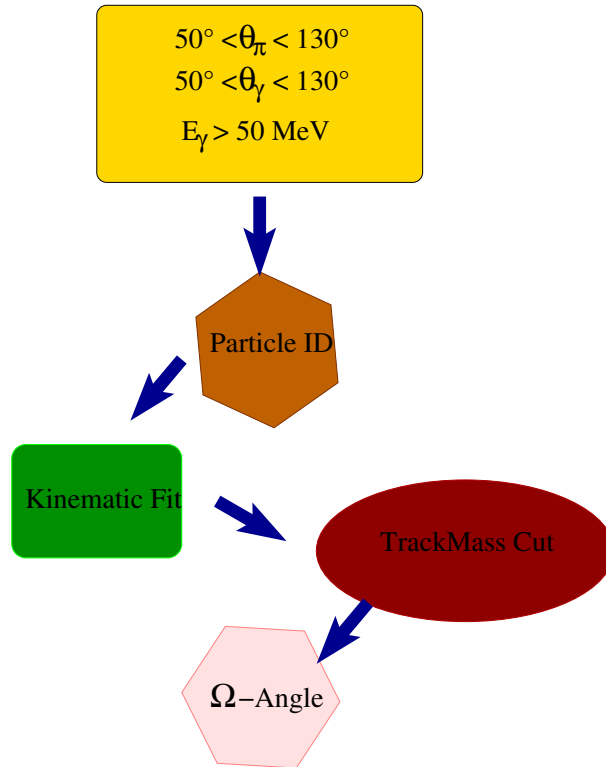 50° <θπ < 130°
50° <θγ < 130°
Eγ > 50 MeV
Particle ID
Kinematic Fit
TrackMass Cut
Ω−Angle